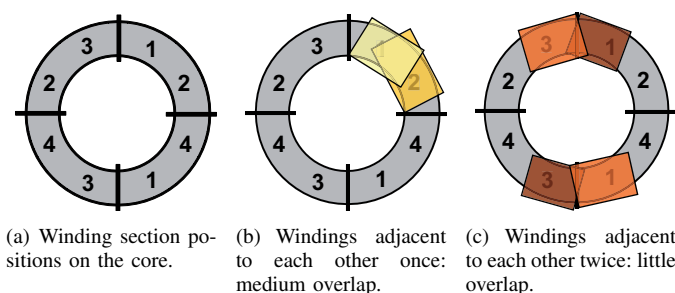 3 1
2 2
4 4
3 1
(a) Winding section po-
sitions on the core.
3 1
2 2
4 4
3 1
(b) Windings adjacent
to each other once:
medium overlap.
3 1
2 2
4 4
3 1
(c) Windings adjacent
to each other twice: little
overlap.